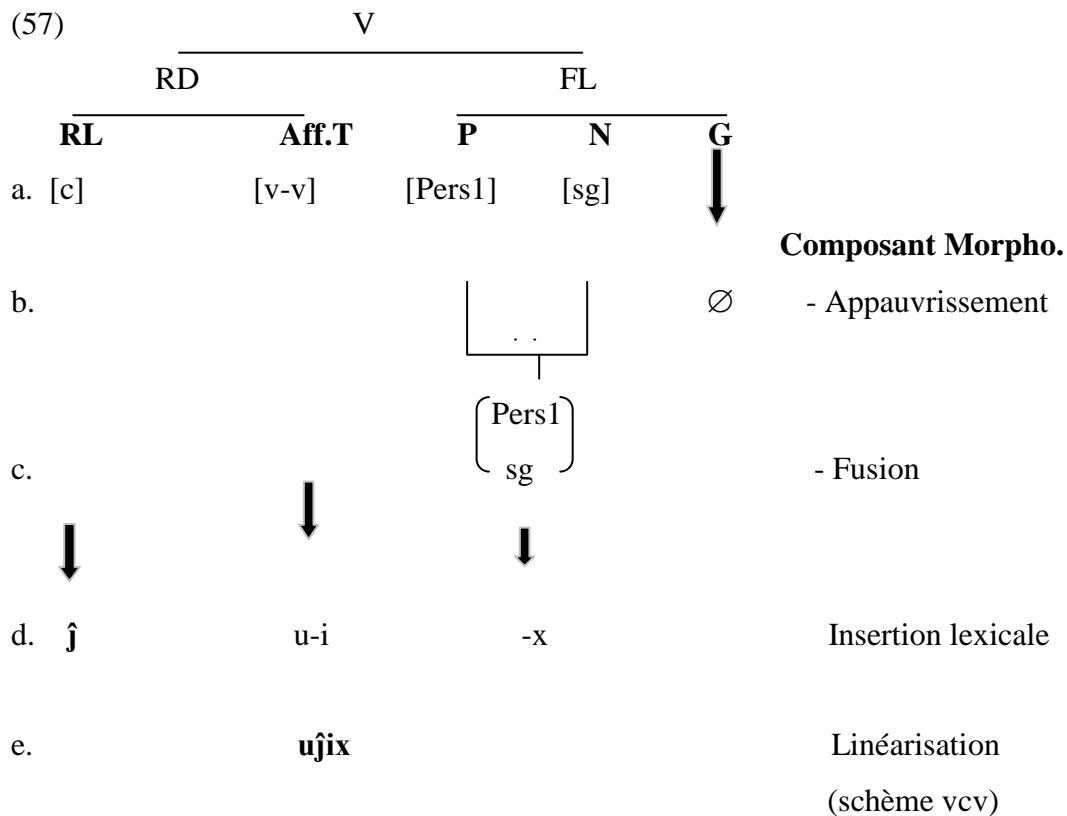 (57) V
RD FL
RL Aff.T P N G
a. [c] [v-v] [Pers1] [sg]
Composant Morpho.
b. ∅ - Appauvrissement
. .
Pers1
c. sg - Fusion
d. ĵ u-i -x Insertion lexicale
e. uĵix Linéarisation
(schème vcv)